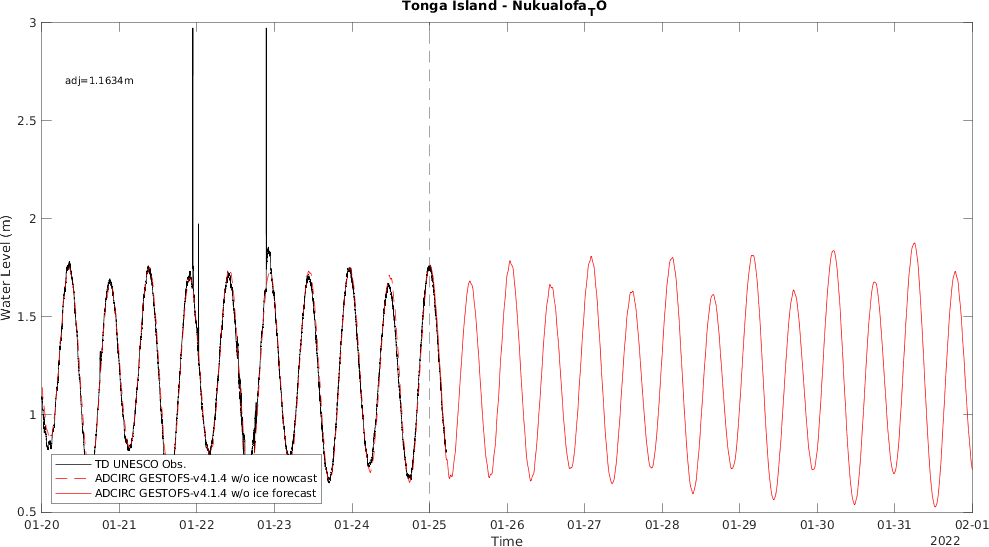 Tonga Island - NukualofaTO
3
adj=1.1634m
2.5
2
Water Level (m)
1.5
1
TD UNESCO Obs.
ADCIRC GESTOFS-v4.1.4 w/o ice nowcast
ADCIRC GESTOFS-v4.1.4 w/o ice forecast
0.5
01-20 01-21 01-22 01-23 01-24 01-25 01-26 01-27 01-28 01-29 01-30 01-31 02-01
Time
2022